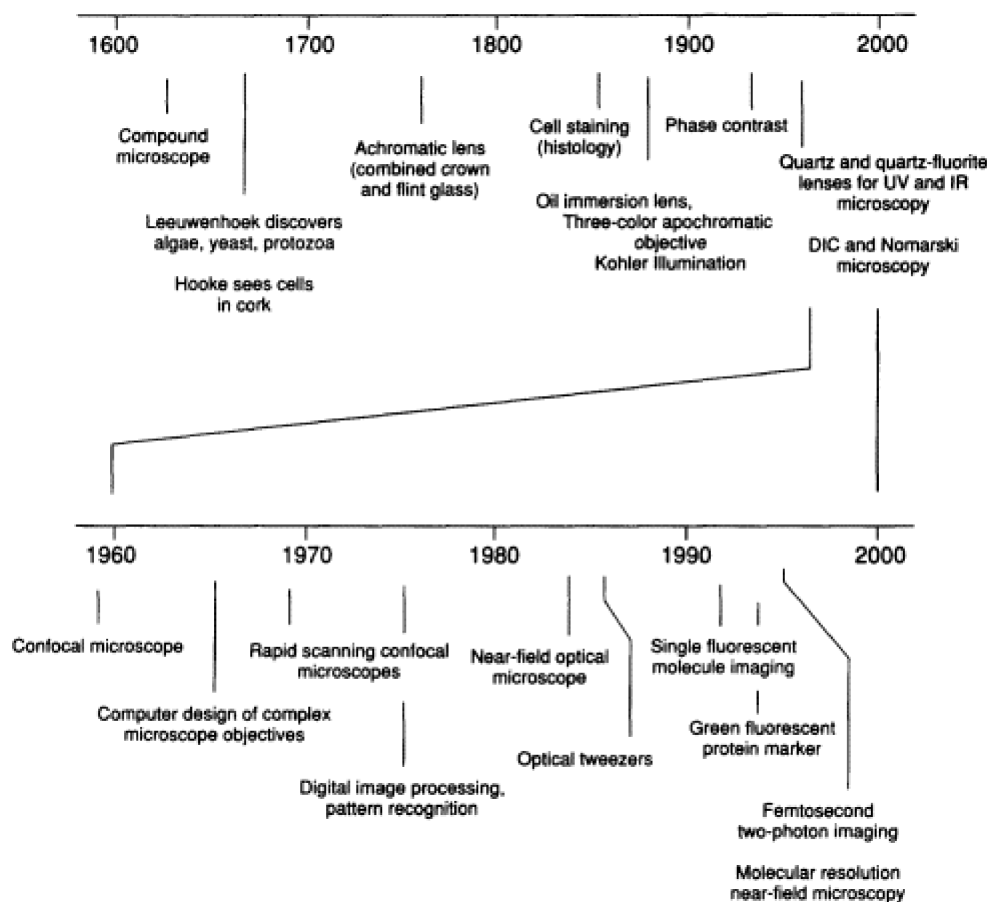 1600 1700 1800 1900 2000
Compound
microscope
Leeuwenhoek discovers
algae, yeast, protozoa
Hooke sees cells
in cork
Achromatic lens
(combined crown
and flint glass)
Cell staining
(histology)
Oil immersion lens,
Three-color apochromatic
objective
Kohler Illumination
Phase contrast
Quartz and quartz-fluorite
lenses for UV and IR
microscopy
DIC and Nomarski
microscopy
1960 1970 1980 1990 2000
Confocal microscope
Computer design of complex
microscope objectives
Rapid scanning confocal
microscopes
Digital image processing,
pattern recognition
Near-field optical
microscope
Optical tweezers
Single fluorescent
molecule imaging
Green fluorescent
protein marker
Femtosecond
two-photon imaging
Molecular resolution
near-field microscopy